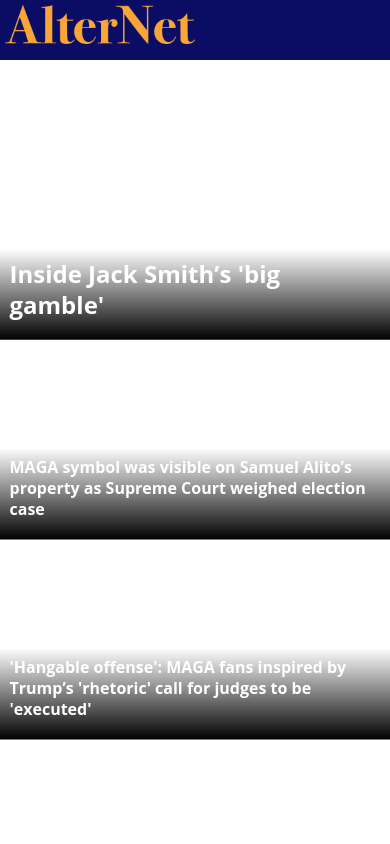 AlterNet
Inside Jack Smith’s 'big
gamble'
MAGA symbol was visible on Samuel Alito’s
property as Supreme Court weighed election
case
'Hangable offense': MAGA fans inspired by
Trump’s 'rhetoric' call for judges to be
'executed'